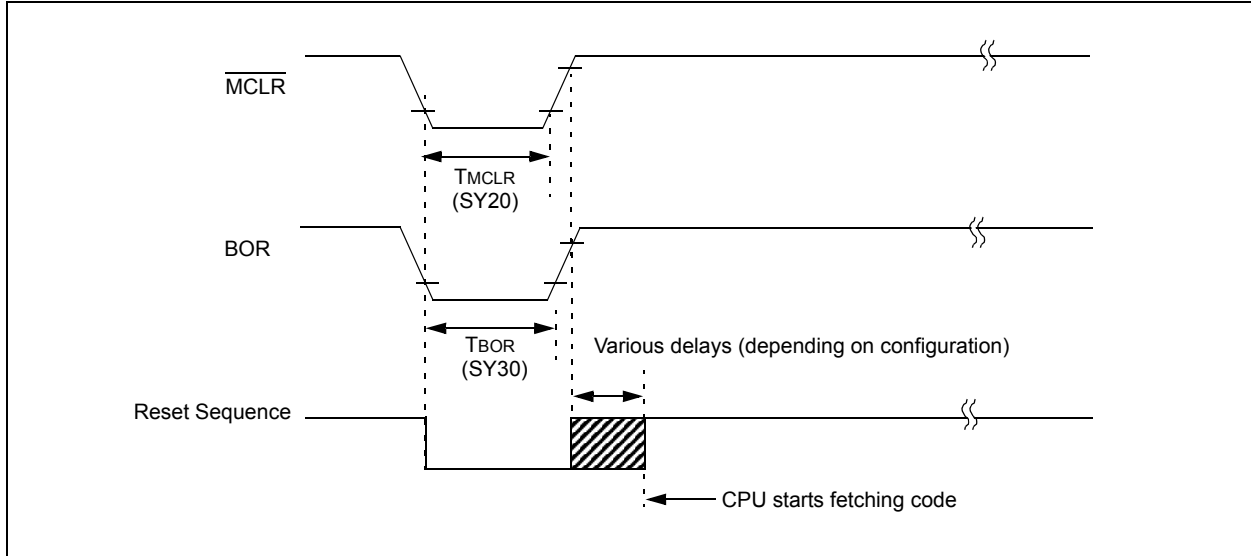 MCLR
TMCLR
(SY20)
BOR
TBOR
(SY30)
Various delays (depending on configuration)
Reset Sequence
CPU starts fetching code